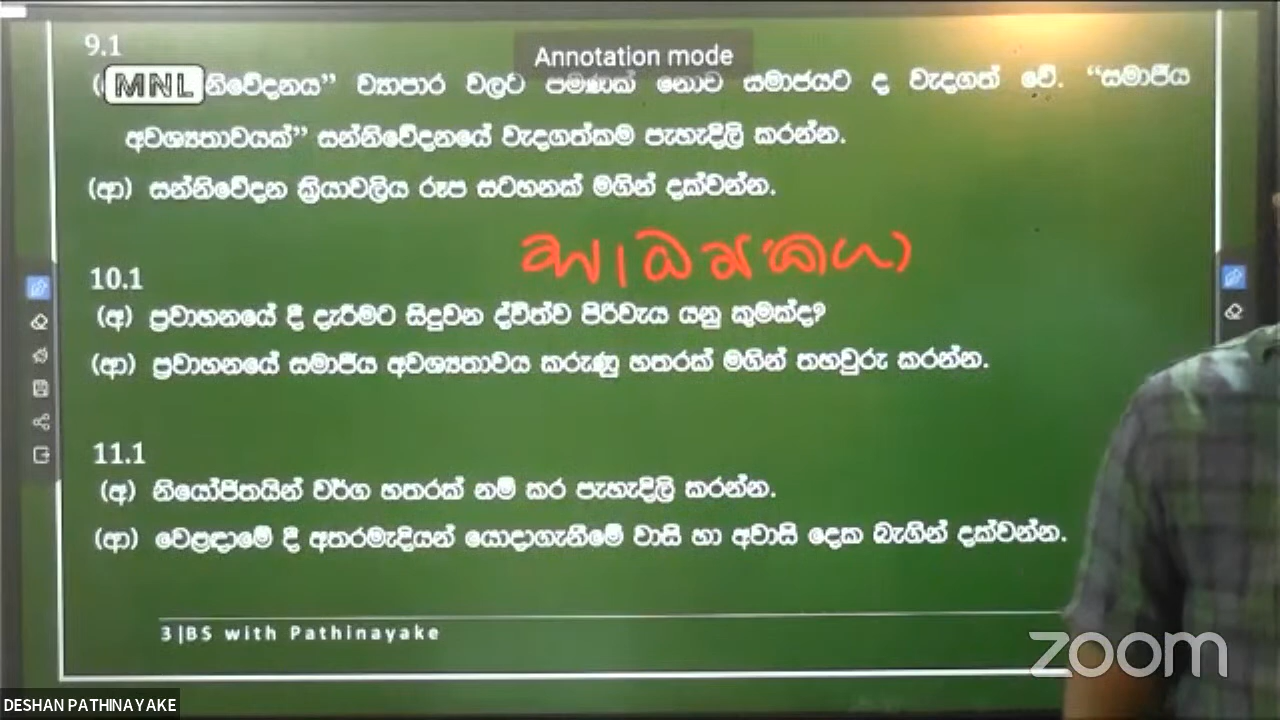 Annotation mode
9.1
MNL නිවේදනය” ව්‍යාපාර වලට පමණක් නොව සමාජයට ද වැදගත් වේ. “සමාජීය
අවශ්‍යතාවයක්” සන්නිවේදනයේ වැදගත්කම පැහැදිලි කරන්න.
(ආ) සන්නිවේදන ක්‍රියාවලිය රූප සටහනක් මගින් දක්වන්න.
10.1
(අ) ප්‍රවාහනයේ දී දැරීමට සිදුවන ද්විත්ව පිරිවැය යනු කුමක්ද?
(ආ) ප්‍රවාහනයේ සමාජීය අවශ්‍යතාවය කරුණු හතරක් මගින් තහවුරු කරන්න.
11.1
(අ) නියෝජිතයින් වර්ග හතරක් නම් කර පැහැදිලි කරන්න.
(ආ) වෙළඳාමේ දී අතරමැදියන් යොදාගැනීමේ වාසි හා අවාසි දෙක බැගින් දක්වන්න.
3|BS with Pathinayake
zoom
DESHAN PATHINAYAKE